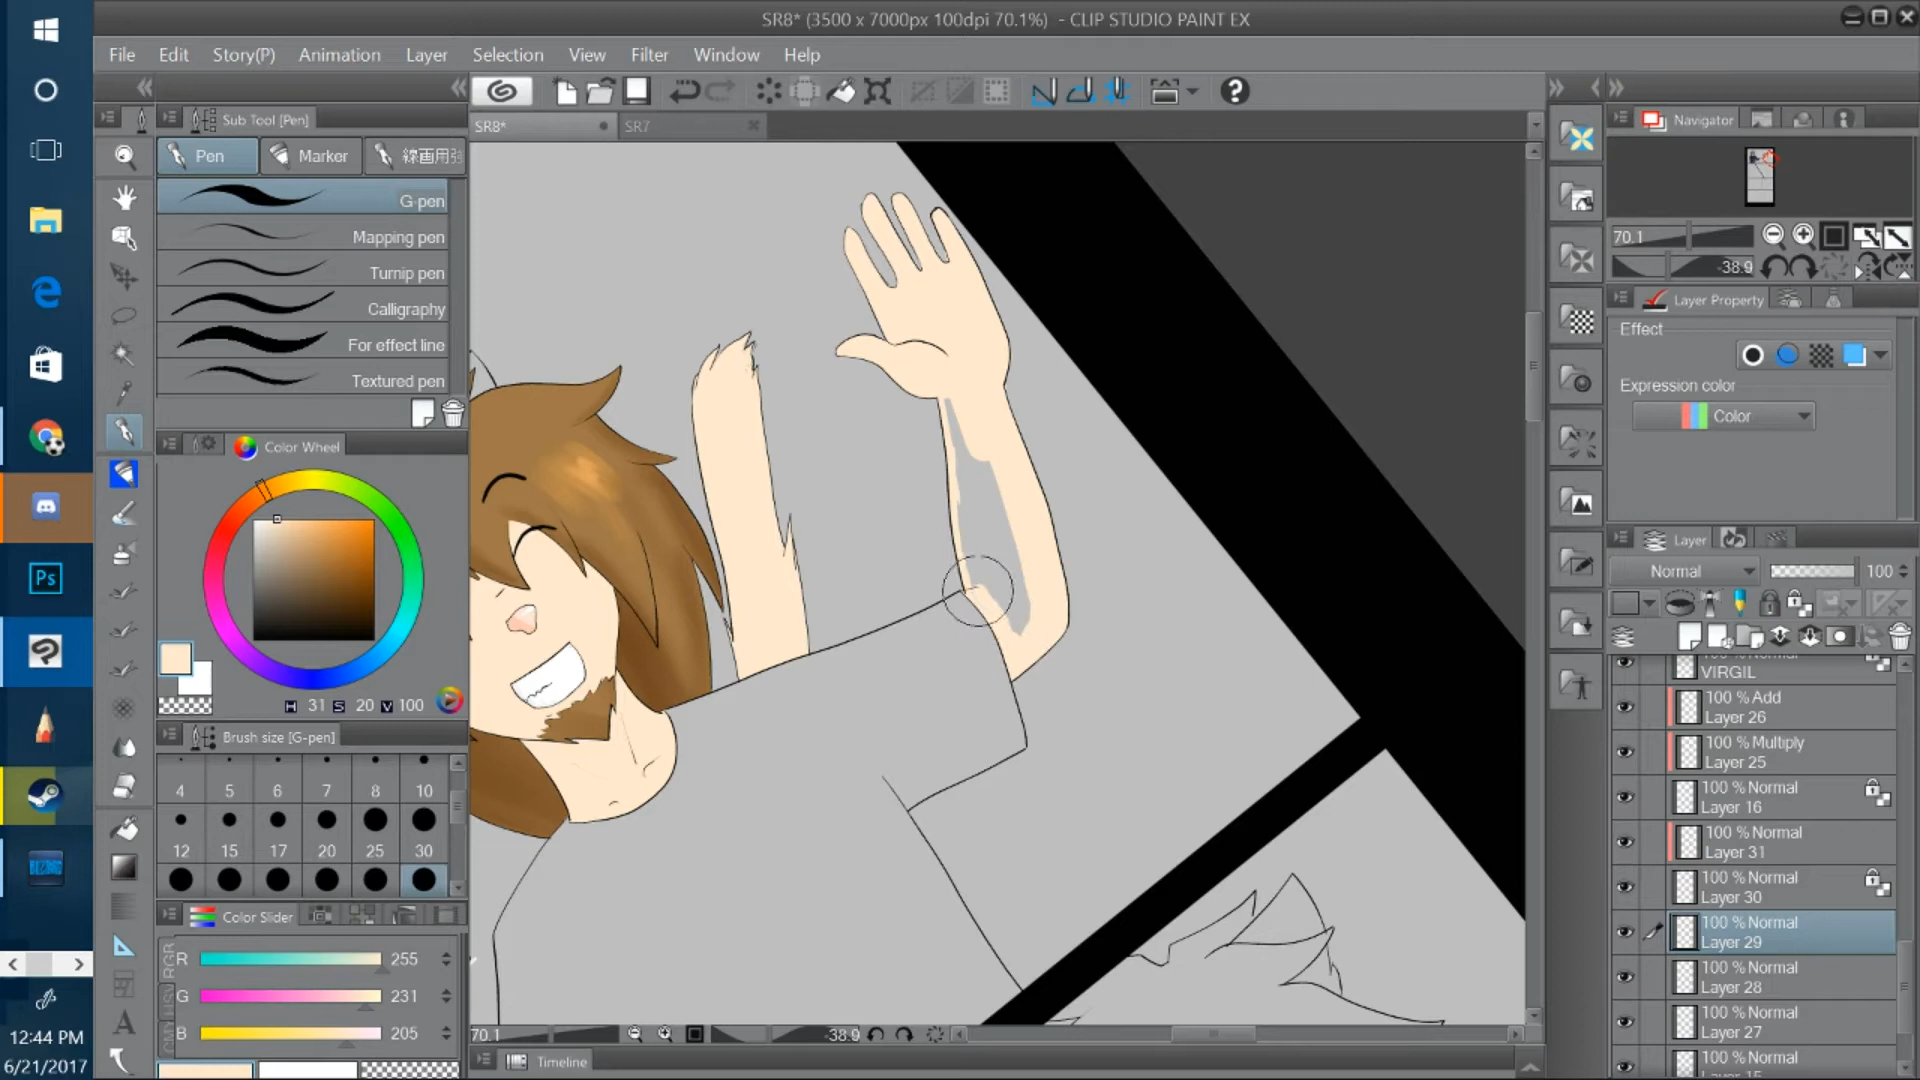 SR8* (3500 x 7000px 100dpi 70.1%) - CLIP STUDIO PAINT EX
File Edit Story(P) Animation Layer Selection View Filter Window Help
Sub Tool [Pen]
SR8* SR7
Navigator
Pen Marker
G-pen
Mapping pen
Turnip pen
Calligraphy
For effect line
Textured pen
70.1
-38.9
Layer Property
Effect
Expression color
Color
Color Wheel
H 31 S 20 V 100
Brush size [G-pen]
4 5 6 7 8 10
12 15 17 20 25 30
Color Slider
RGB
R 255
G 231
B 205
Layer
Normal 100
VIRGIL
100 % Add
Layer 26
100 % Multiply
Layer 25
100 % Normal
Layer 16
100 % Normal
Layer 31
100 % Normal
Layer 30
100 % Normal
Layer 29
100 % Normal
Layer 28
100 % Normal
Layer 27
100 % Normal
70.1 -38.9
Timeline
Ps
12:44 PM
6/21/2017